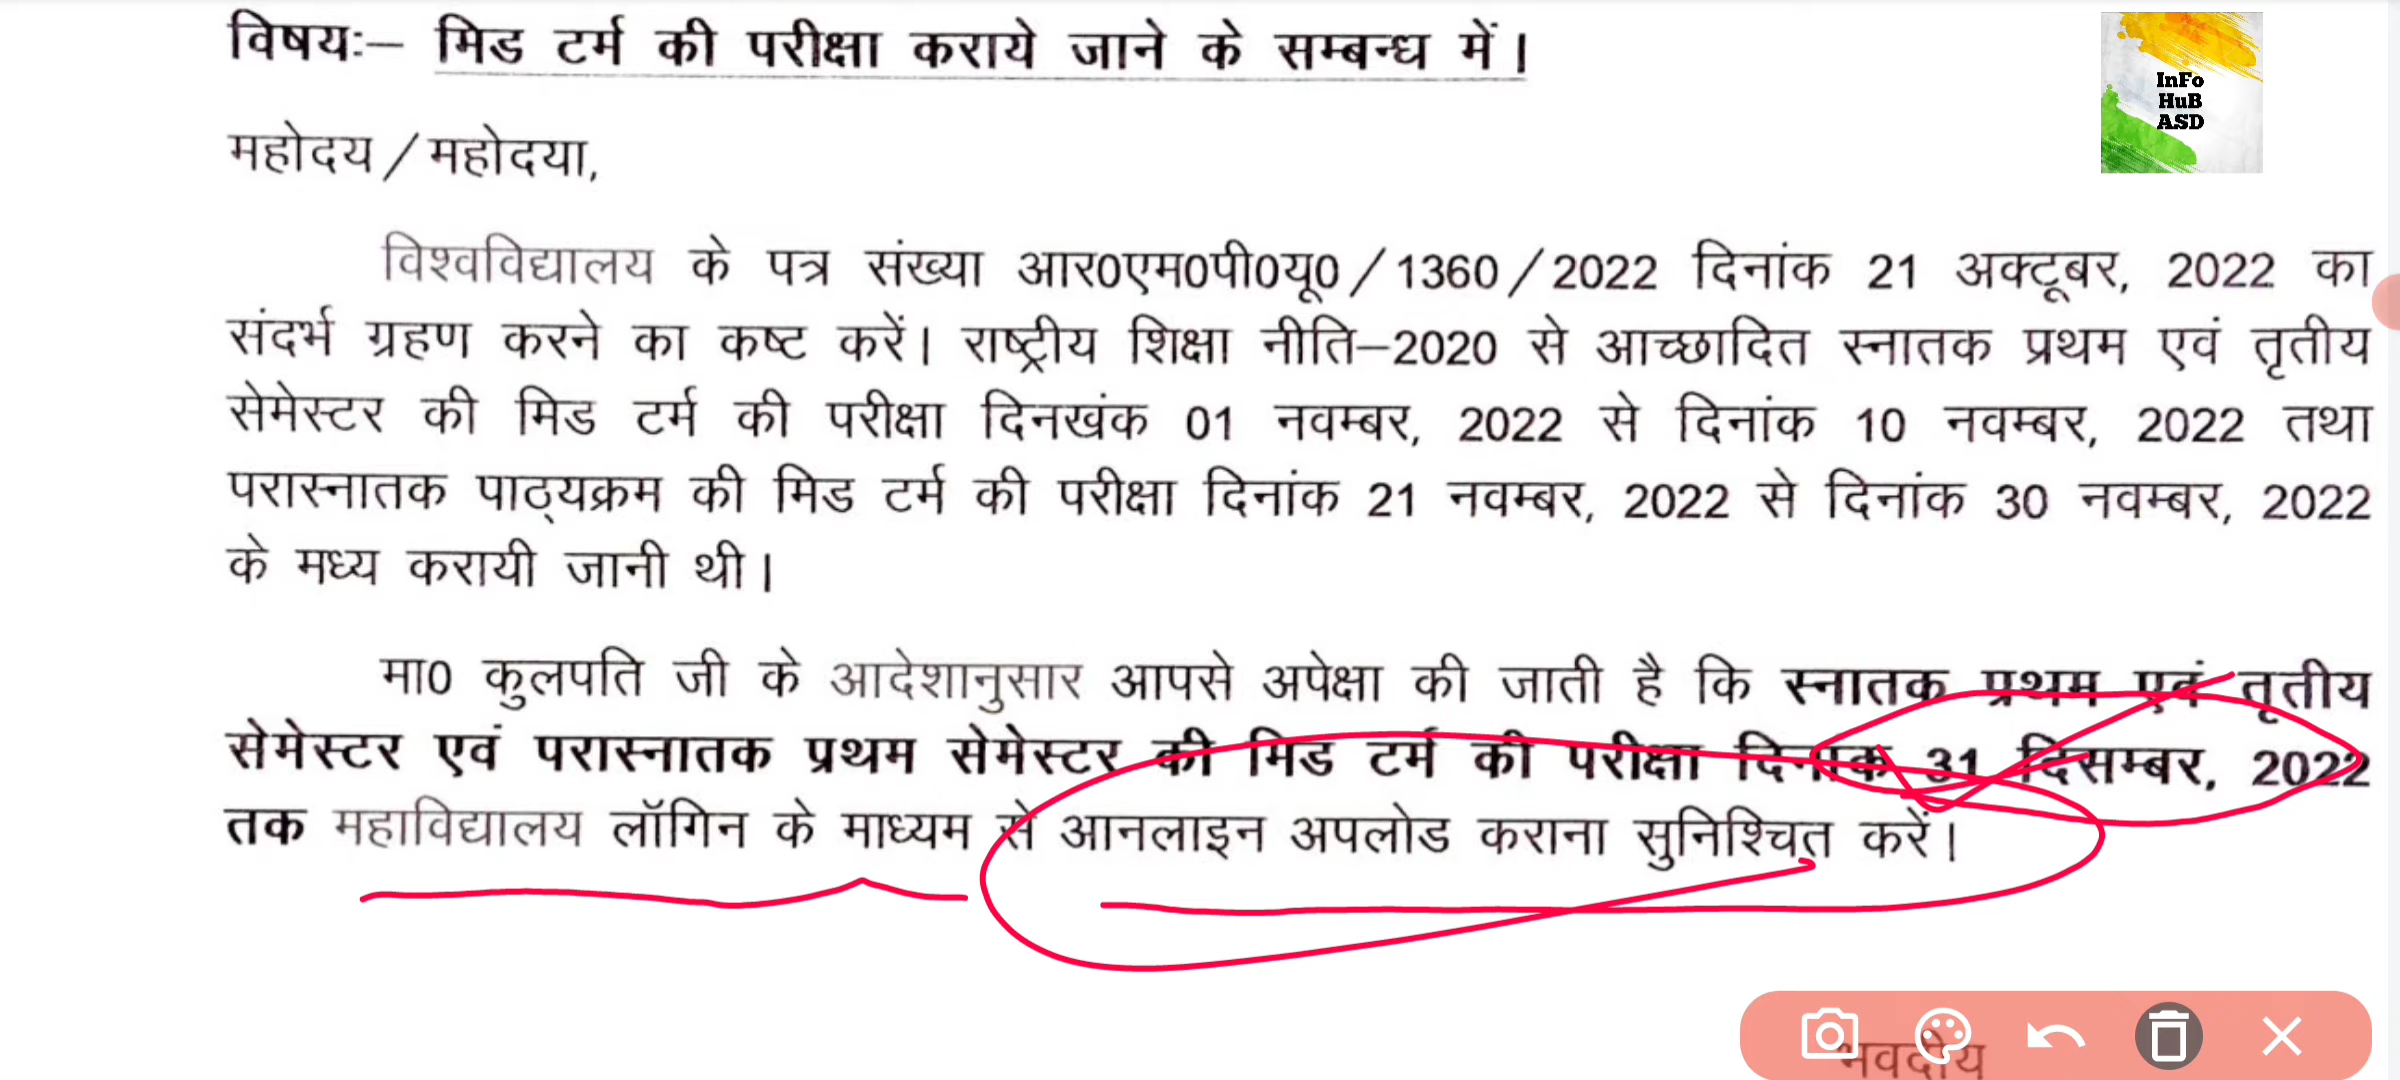 विषयः– मिड टर्म की परीक्षा कराये जाने के सम्बन्ध में।
InFo
HuB
ASD
महोदय/महोदया,
विश्वविद्यालय के पत्र संख्या आर0एम0पी0यू0/1360/2022 दिनांक 21 अक्टूबर, 2022 का
संदर्भ ग्रहण करने का कष्ट करें। राष्ट्रीय शिक्षा नीति–2020 से आच्छादित स्नातक प्रथम एवं तृतीय
सेमेस्टर की मिड टर्म की परीक्षा दिनखंक 01 नवम्बर, 2022 से दिनांक 10 नवम्बर, 2022 तथा
परास्नातक पाठ्यक्रम की मिड टर्म की परीक्षा दिनांक 21 नवम्बर, 2022 से दिनांक 30 नवम्बर, 2022
के मध्य करायी जानी थी।
मा0 कुलपति जी के आदेशानुसार आपसे अपेक्षा की जाती है कि स्नातक प्रथम एवं तृतीय
सेमेस्टर एवं परास्नातक प्रथम सेमेस्टर की मिड टर्म की परीक्षा दिनांक 31 दिसम्बर, 2022
तक महाविद्यालय लॉगिन के माध्यम से आनलाइन अपलोड कराना सुनिश्चित करें।
भवदीय